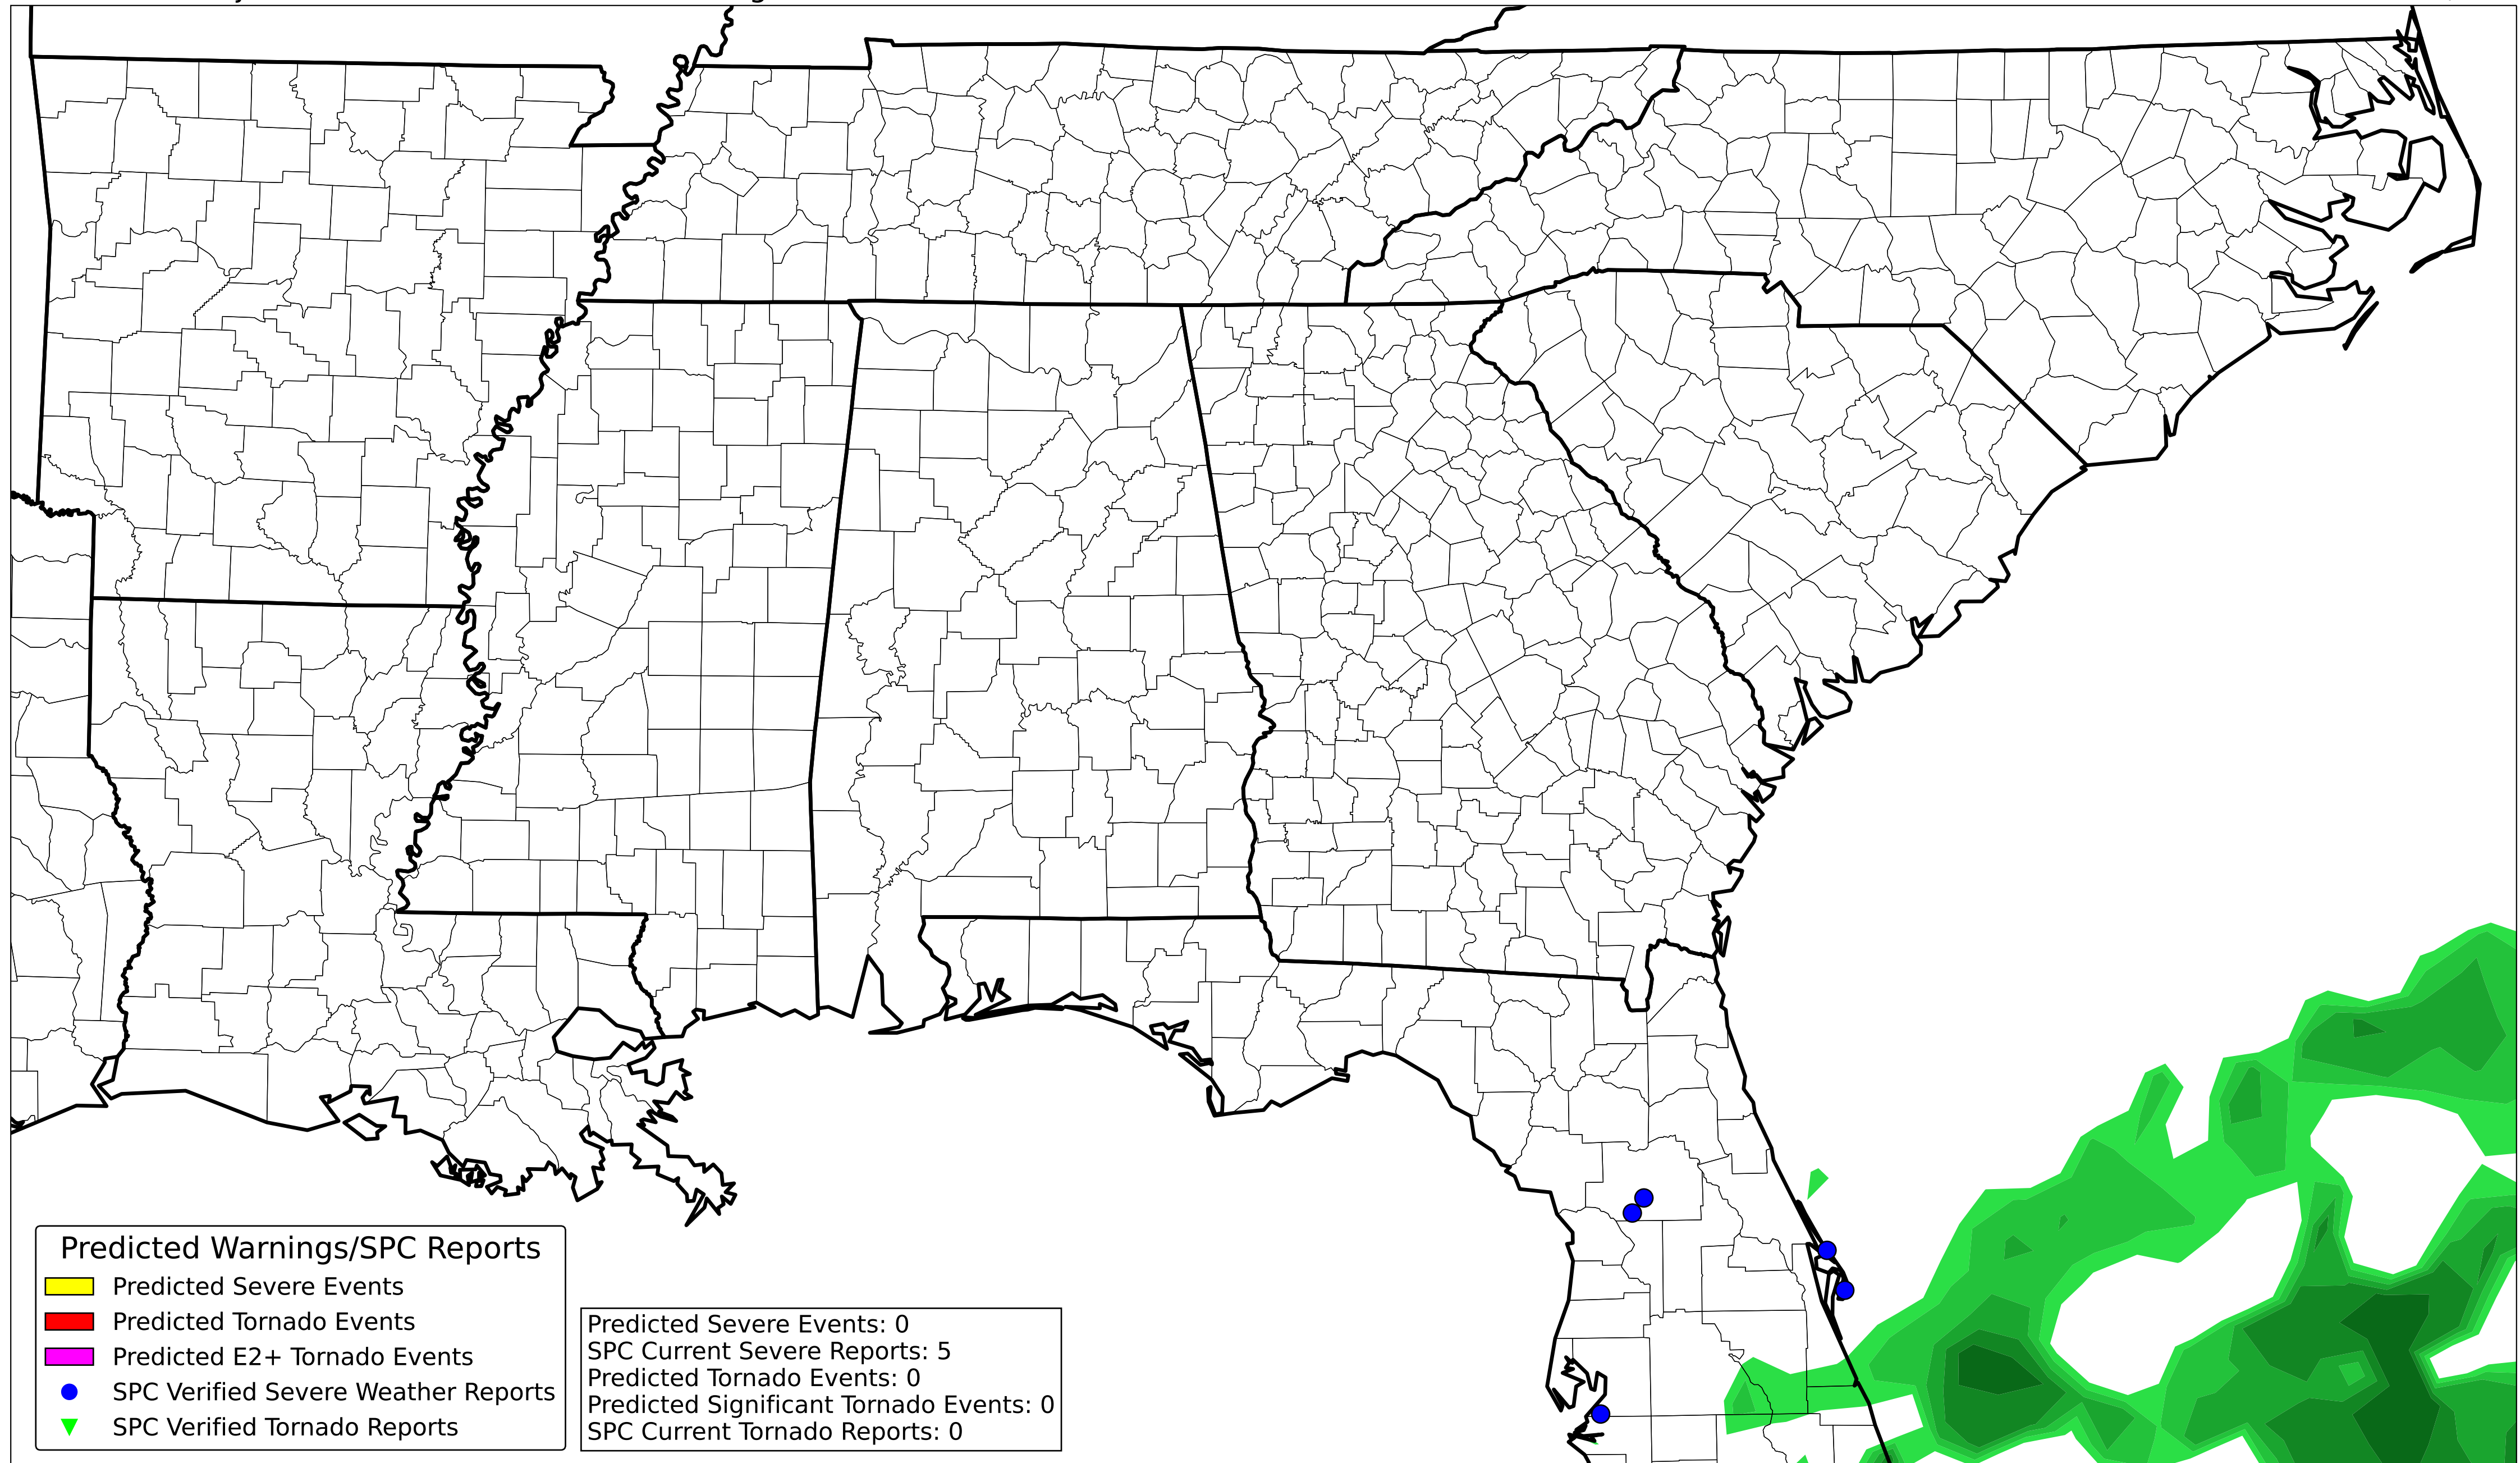 Predicted Warnings/SPC Reports
Predicted Severe Events
Predicted Tornado Events
Predicted E2+ Tornado Events
SPC Verified Severe Weather Reports
SPC Verified Tornado Reports
Predicted Severe Events: 0
SPC Current Severe Reports: 5
Predicted Tornado Events: 0
Predicted Significant Tornado Events: 0
SPC Current Tornado Reports: 0